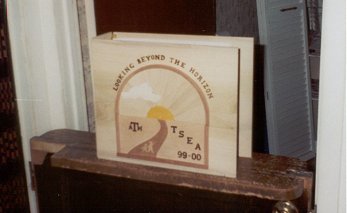 LOOKING BEYOND THE HORIZON
ATM
TSEA
99-00